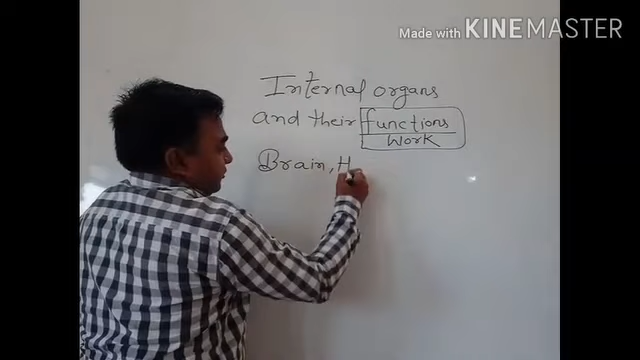 Made with KINEMASTER
Internal organs
and their functions
Work
Brain, H